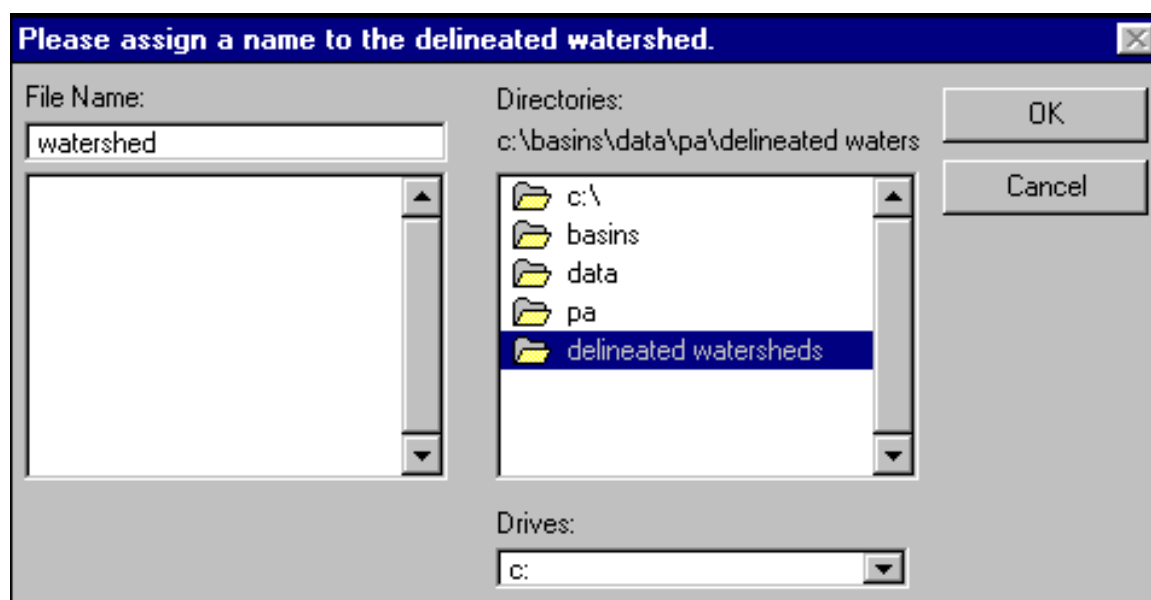 Please assign a name to the delineated watershed.
File Name:
watershed
Directories:
c:\basins\data\pa\delineated waters
c:\
basins
data
pa
delineated watersheds
Drives:
c:
OK
Cancel